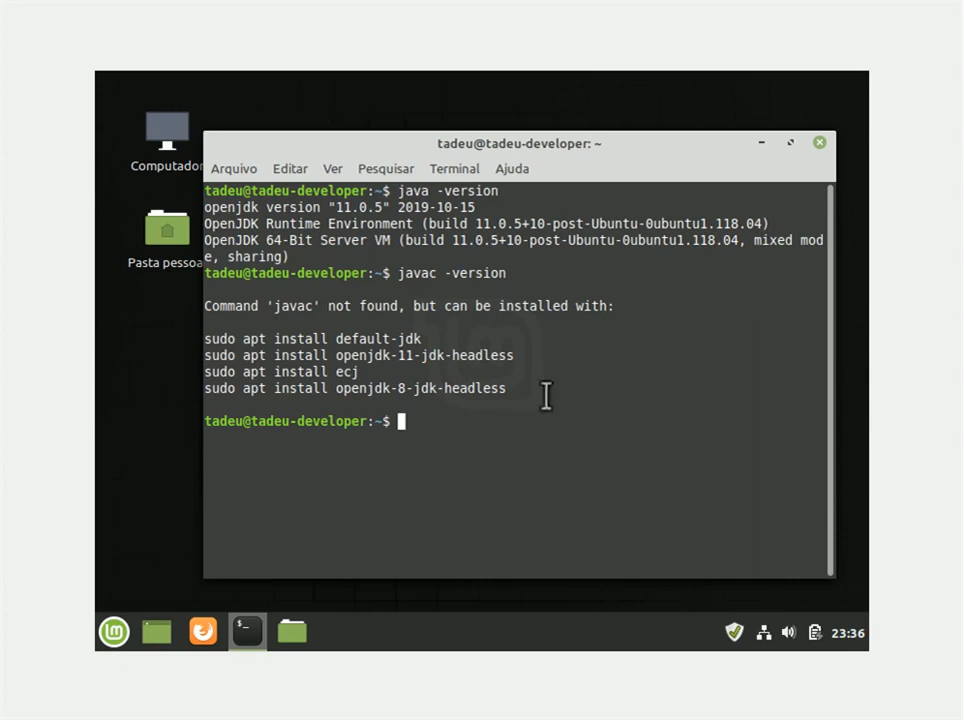 tadeu@tadeu-developer: ~
Computador
Arquivo Editar Ver Pesquisar Terminal Ajuda
tadeu@tadeu-developer:~$ java -version
openjdk version "11.0.5" 2019-10-15
OpenJDK Runtime Environment (build 11.0.5+10-post-Ubuntu-0ubuntu1.118.04)
OpenJDK 64-Bit Server VM (build 11.0.5+10-post-Ubuntu-0ubuntu1.118.04, mixed mod
e, sharing)
Pasta pessoa
tadeu@tadeu-developer:~$ javac -version
Command 'javac' not found, but can be installed with:
sudo apt install default-jdk
sudo apt install openjdk-11-jdk-headless
sudo apt install ecj
sudo apt install openjdk-8-jdk-headless
tadeu@tadeu-developer:~$
23:36